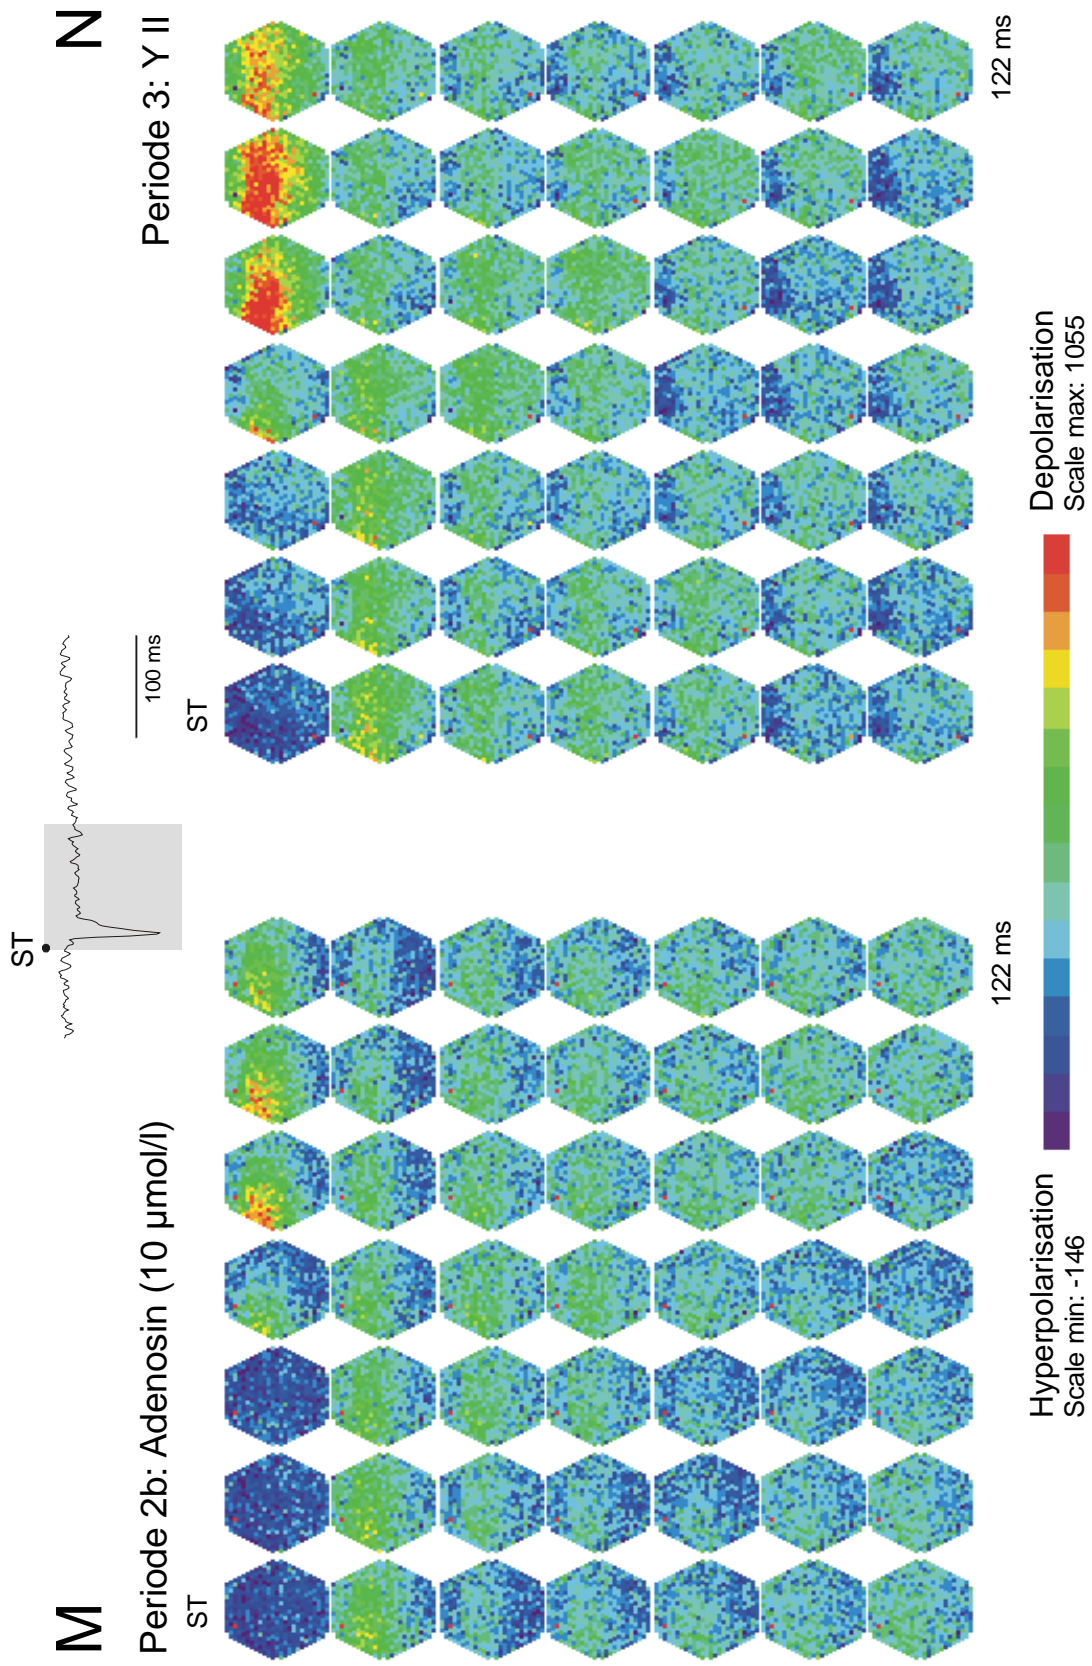 M
Periode 2b: Adenosin (10 µmol/l)
ST
122 ms
ST
100 ms
N
Periode 3: Y II
ST
122 ms
Hyperpolarisation
Scale min: -146
Depolarisation
Scale max: 1055